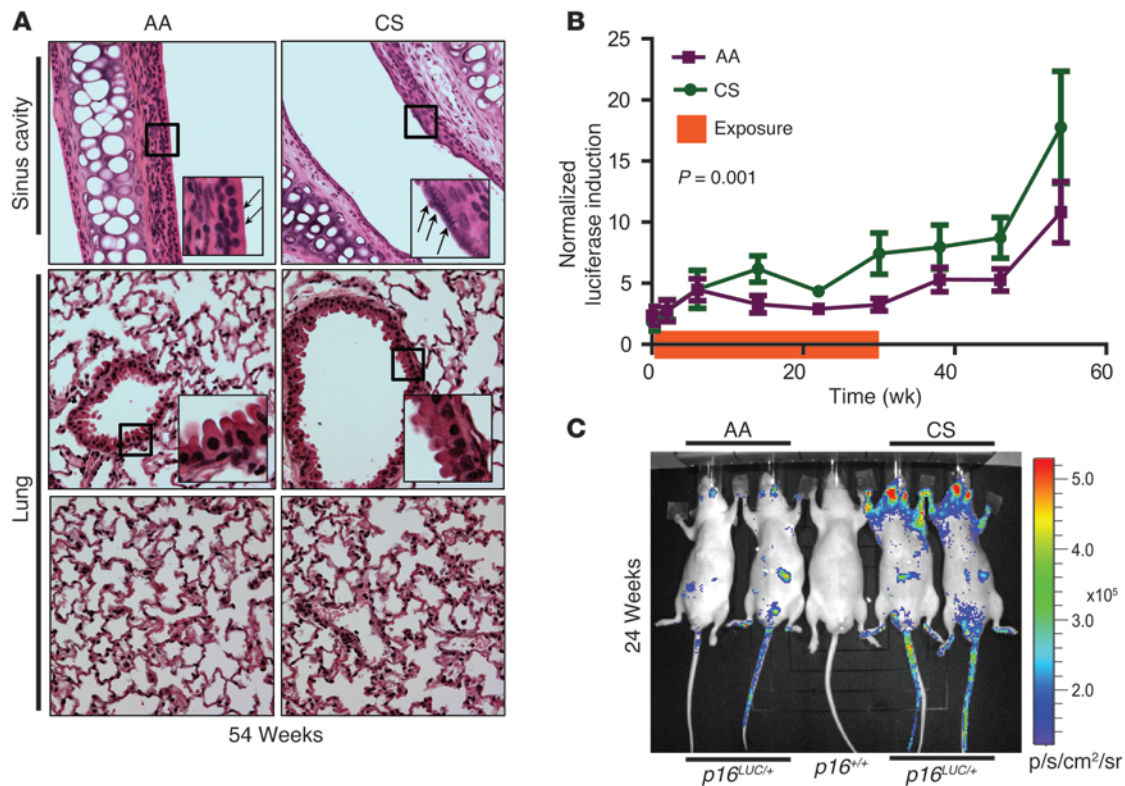 A
AA
CS
Sinus cavity
Lung
54 Weeks
B
25
20
15
10
5
0
Normalized
luciferase induction
AA
CS
Exposure
P = 0.001
0
20
40
60
Time (wk)
C
AA
CS
24 Weeks
5.0
4.0
x10⁵
3.0
2.0
p/s/cm²/sr
p16^LUC/+
p16^+/+
p16^LUC/+